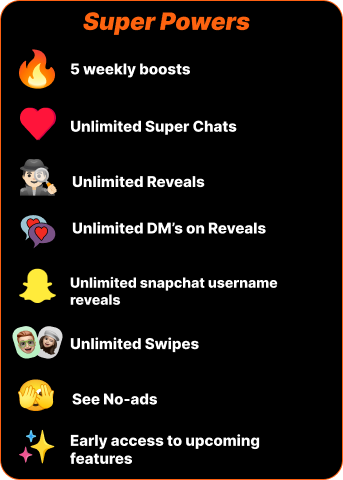 Super Powers
5 weekly boosts
Unlimited Super Chats
Unlimited Reveals
Unlimited DM’s on Reveals
Unlimited snapchat username
reveals
Unlimited Swipes
See No-ads
Early access to upcoming
features